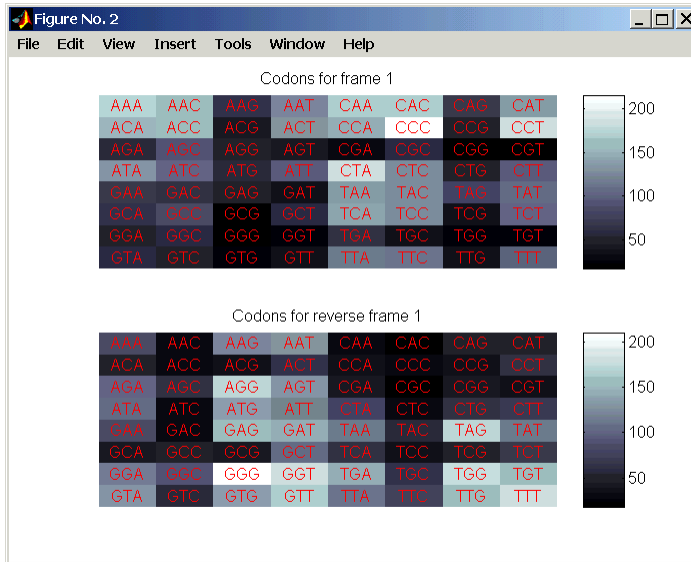 Figure No. 2
File Edit View Insert Tools Window Help
Codons for frame 1
AAA AAC AAG AAT CAA CAC CAG CAT
ACA ACC ACG ACT CCA CCC CCG CCT
AGA AGC AGG AGT CGA CGC CGG CGT
ATA ATC ATG ATT CTA CTC CTG CTT
GAA GAC GAG GAT TAA TAC TAG TAT
GCA GCC GCG GCT TCA TCC TCG TCT
GGA GGC GGG GGT TGA TGC TGG TGT
GTA GTC GTG GTT TTA TTC TTG TTT
200
150
100
50
Codons for reverse frame 1
AAA AAC AAG AAT CAA CAC CAG CAT
ACA ACC ACG ACT CCA CCC CCG CCT
AGA AGC AGG AGT CGA CGC CGG CGT
ATA ATC ATG ATT CTA CTC CTG CTT
GAA GAC GAG GAT TAA TAC TAG TAT
GCA GCC GCG GCT TCA TCC TCG TCT
GGA GGC GGG GGT TGA TGC TGG TGT
GTA GTC GTG GTT TTA TTC TTG TTT
200
150
100
50